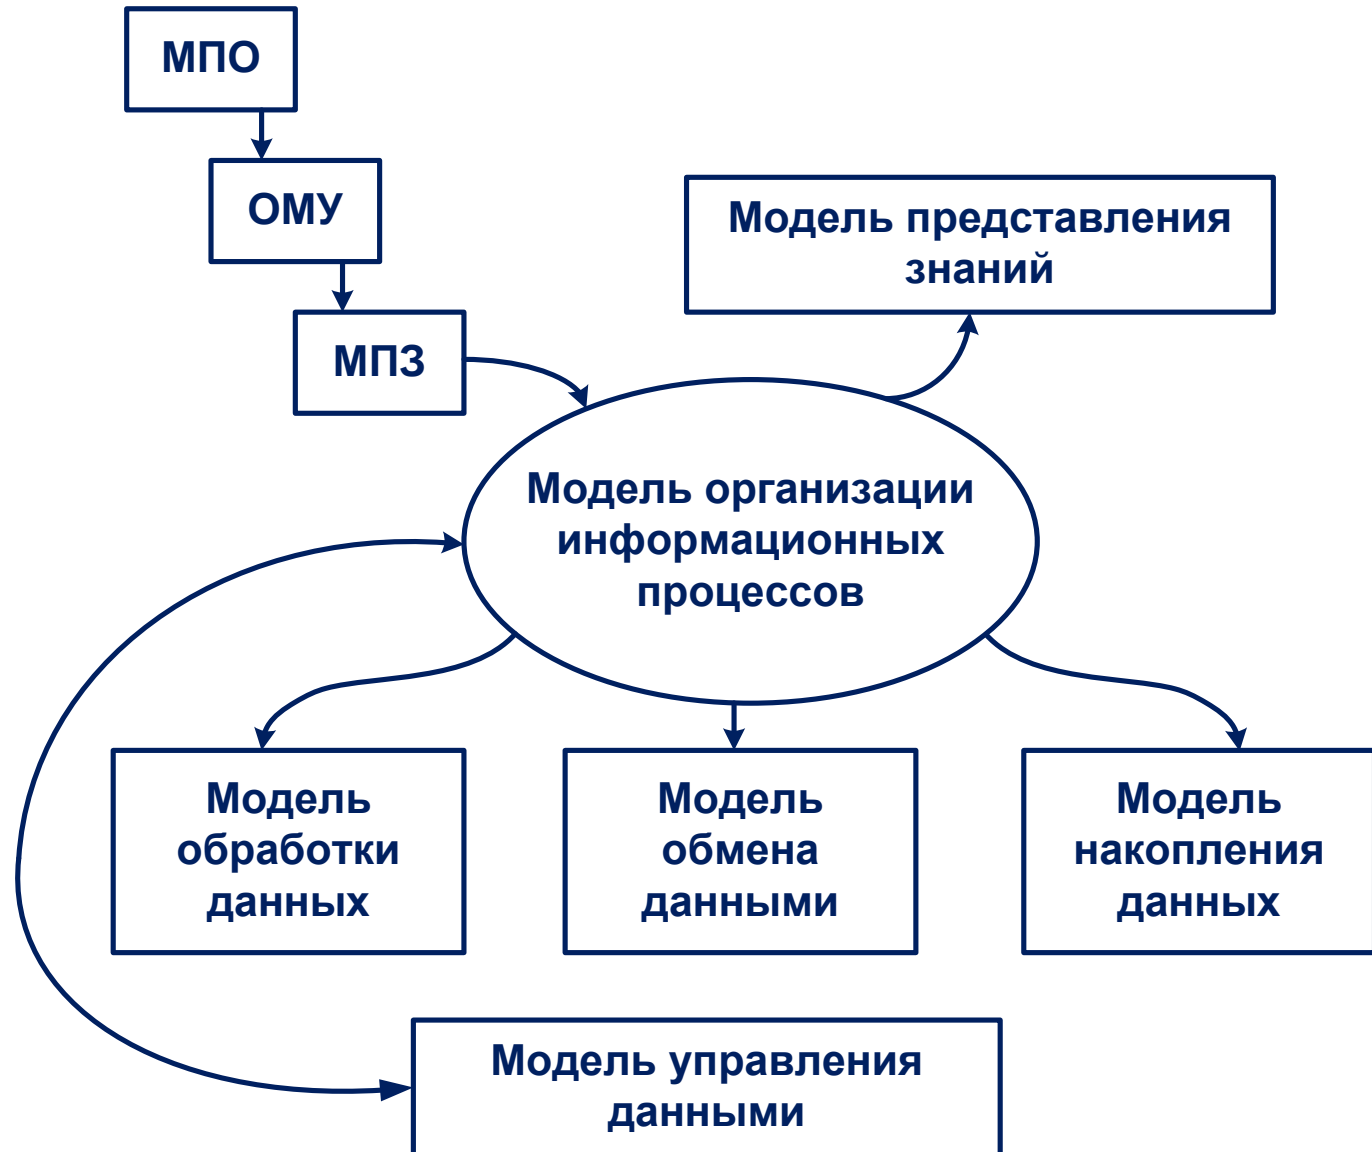 МПО
ОМУ
МПЗ
Модель представления
знаний
Модель организации
информационных
процессов
Модель
обработки
данных
Модель
обмена
данными
Модель
накопления
данных
Модель управления
данными